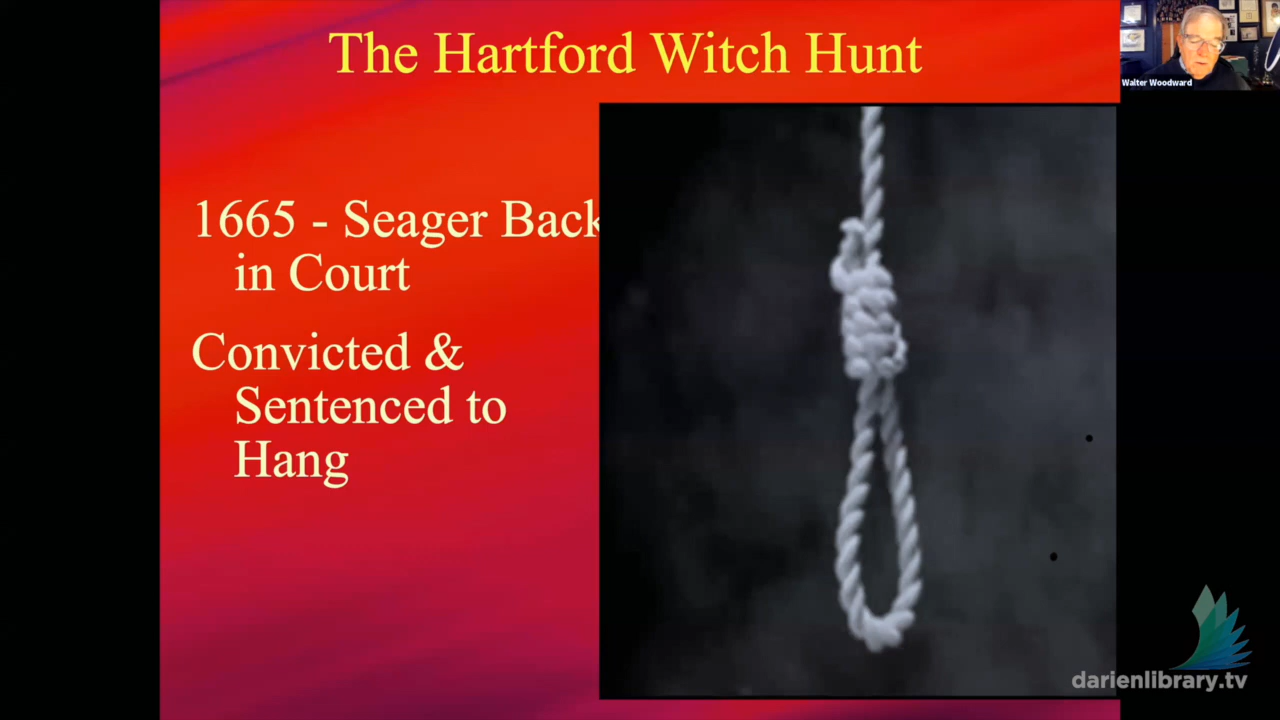 The Hartford Witch Hunt
Walter Woodward
1665 - Seager Back
in Court
Convicted &
Sentenced to
Hang
darienlibrary.tv